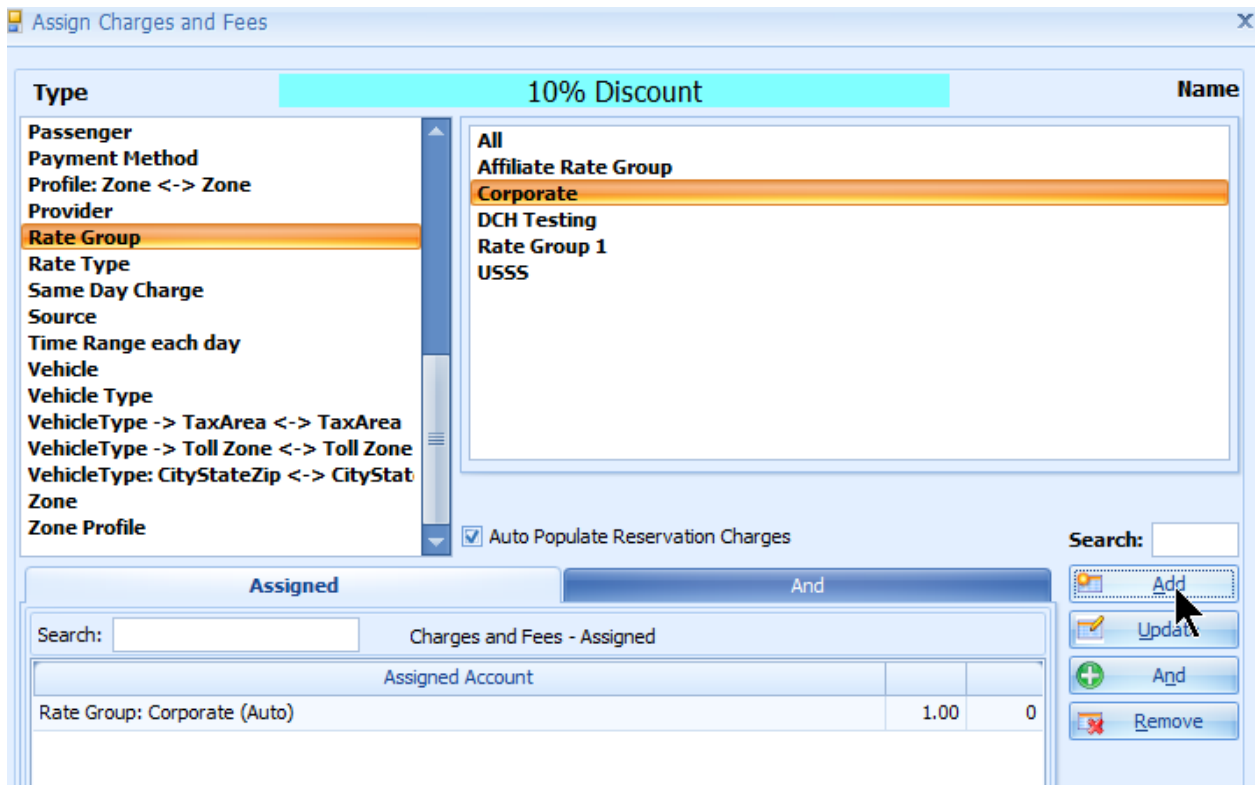 Assign Charges and Fees
x
Type
10% Discount
Name
Passenger
Payment Method
Profile: Zone <-> Zone
Provider
Rate Group
Rate Type
Same Day Charge
Source
Time Range each day
Vehicle
Vehicle Type
VehicleType -> TaxArea <-> TaxArea
VehicleType -> Toll Zone <-> Toll Zone
VehicleType: CityStateZip <-> CityStat
Zone
Zone Profile
All
Affiliate Rate Group
Corporate
DCH Testing
Rate Group 1
USSS
Auto Populate Reservation Charges
Search:
Assigned
And
Add
Update
And
Remove
Search:
Charges and Fees - Assigned
Assigned Account
Rate Group: Corporate (Auto) 1.00 0